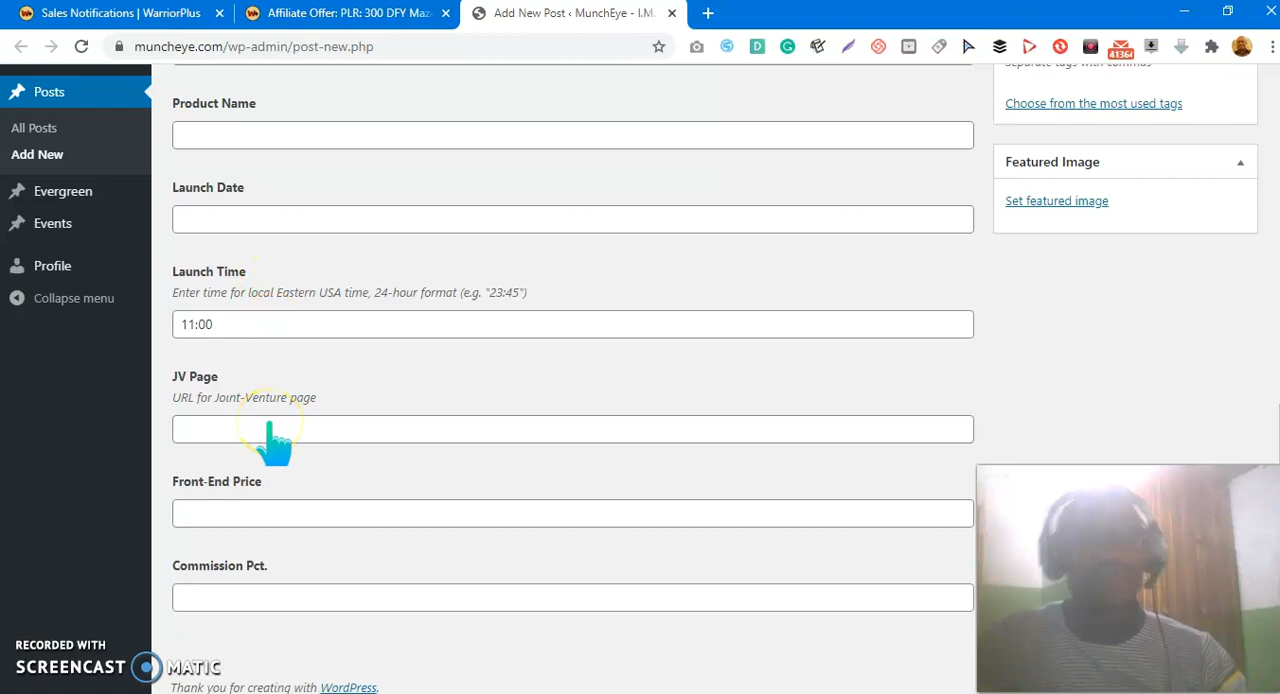 Sales Notifications | WarriorPlus
Affiliate Offer: PLR: 300 DFY Maz
Add New Post ‹ MunchEye - I.M.
muncheye.com/wp-admin/post-new.php
D
41364
Posts
All Posts
Add New
Evergreen
Events
Profile
Collapse menu
Product Name
Launch Date
Launch Time
Enter time for local Eastern USA time, 24-hour format (e.g. "23:45")
11:00
JV Page
URL for Joint-Venture page
Front-End Price
Commission Pct.
Thank you for creating with WordPress.
Separate tags with commas
Choose from the most used tags
Featured Image
Set featured image
RECORDED WITH
SCREENCAST MATIC